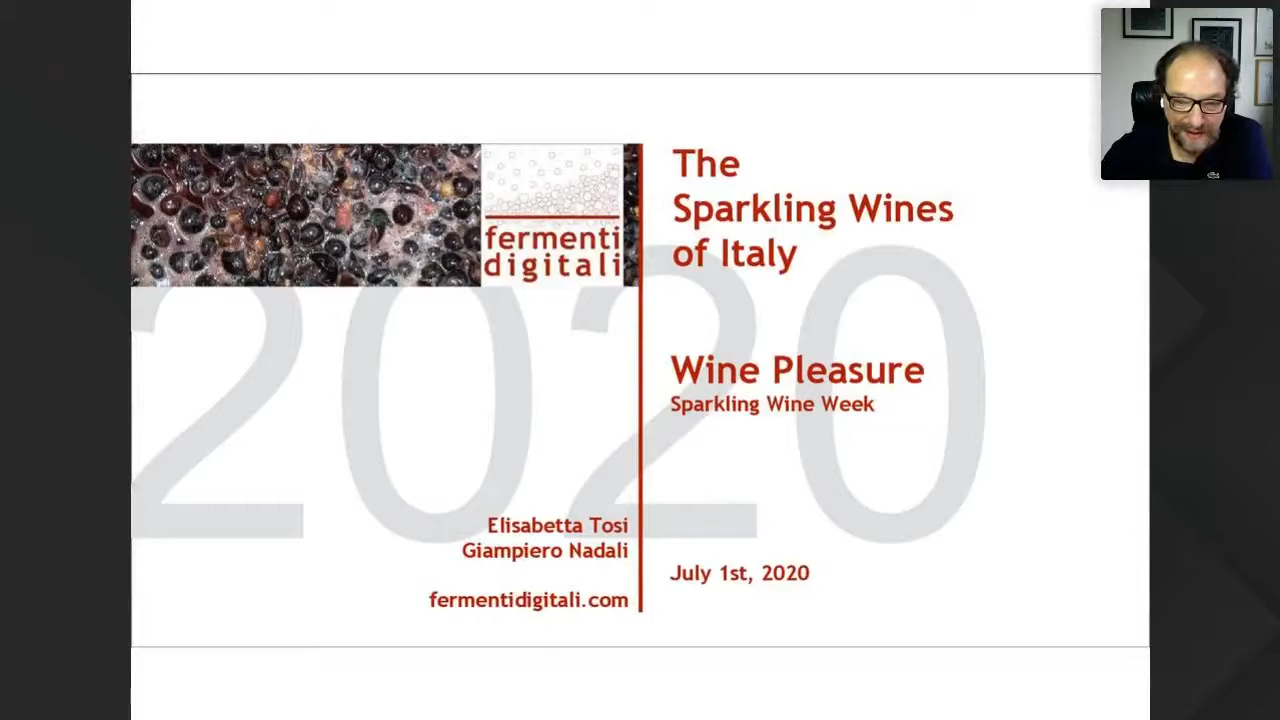 fermenti
digitali
The
Sparkling Wines
of Italy
2020
Wine Pleasure
Sparkling Wine Week
Elisabetta Tosi
Giampiero Nadali
fermentidigitali.com
July 1st, 2020